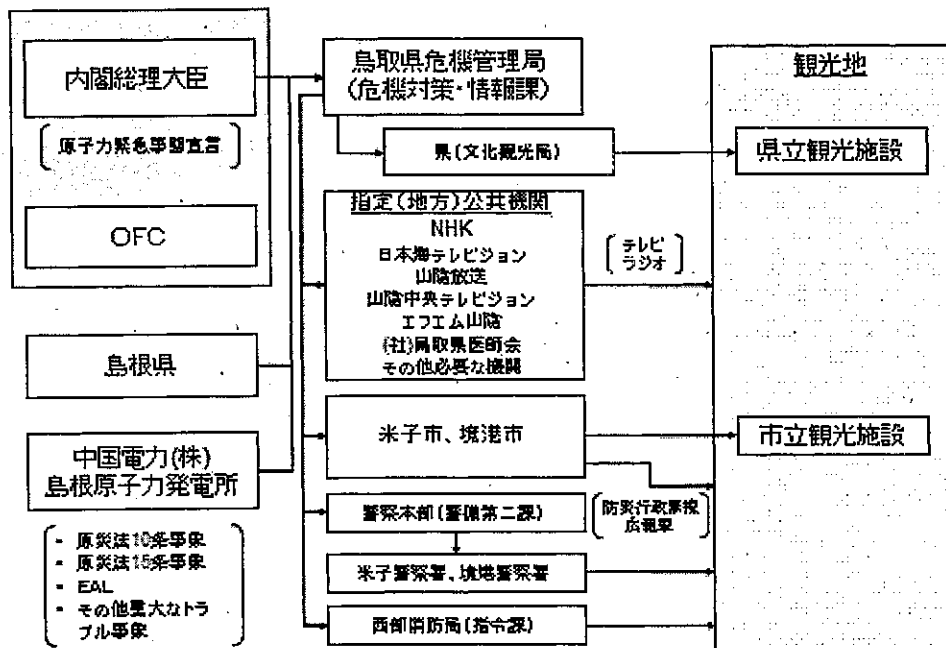 内閣総理大臣
原子力緊急事態宣言
OFC
島根県
中国電力(株)
島根原子力発電所
・ 原災法10条事象
・ 原災法15条事象
・ EAL
・ その他重大なトラ
ブル事象
鳥取県危機管理局
(危機対策・情報課)
県(文化観光局)
指定(地方)公共機関
NHK
日本海テレビジョン
山陰放送
山陰中央テレビジョン
エフエム山陰
(社)鳥取県医師会
その他必要な機関
米子市、境港市
警察本部(警備第二課)
米子警察署、境港警察署
西部消防局(指令課)
テレビ
ラジオ
防災行政無線
広報車
観光地
県立観光施設
市立観光施設